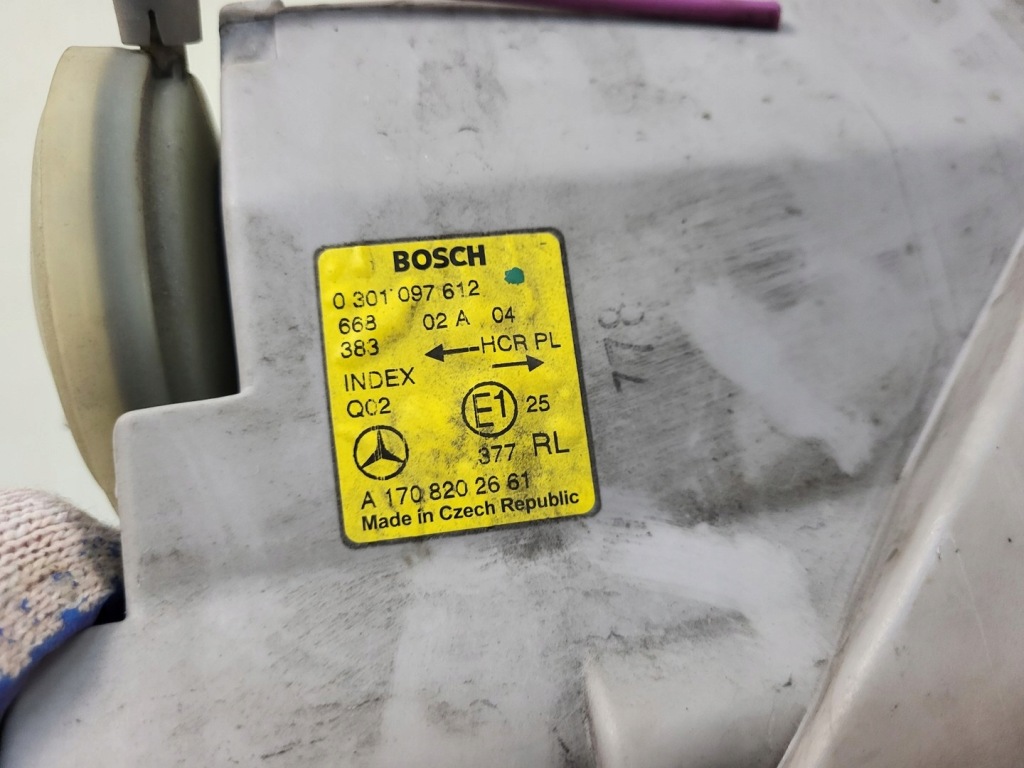 BOSCH
0 301 097 612
668 02 A 04
383 HCR PL
INDEX
Q02
E1 25
377 RL
A 170 820 26 61
Made in Czech Republic
778